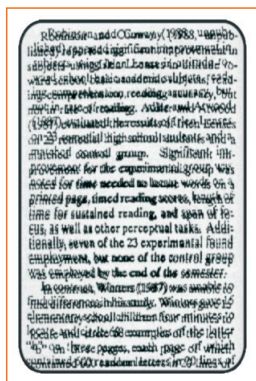 Robinson and Conway (1988, unpub-
lished) reported significant improvement in
subjects using Irlen lenses in attitude to-
ward school, basic academic subjects, read-
ing comprehension, reading accuracy, but
not in rate of reading. Adler and Atwood
(1987) evaluated the results of Irlen lenses
on 23 remedial high school students and a
matched control group. Significant im-
provement for the experimental group was
noted for time needed to locate words on a
printed page, timed reading scores, length of
time for sustained reading, and span of fo-
cus, as well as other perceptual tasks. Addi-
tionally, seven of the 23 experimental found
employment, but none of the control group
was employed by the end of the semester.
In contrast, Winters (1987) was unable to
find differences in his study. Winters gave 15
elementary school children four minutes to
locate and circle 68 examples of the letter
"b" on three pages, each page of which
contained 600 random letters in 20 lines of